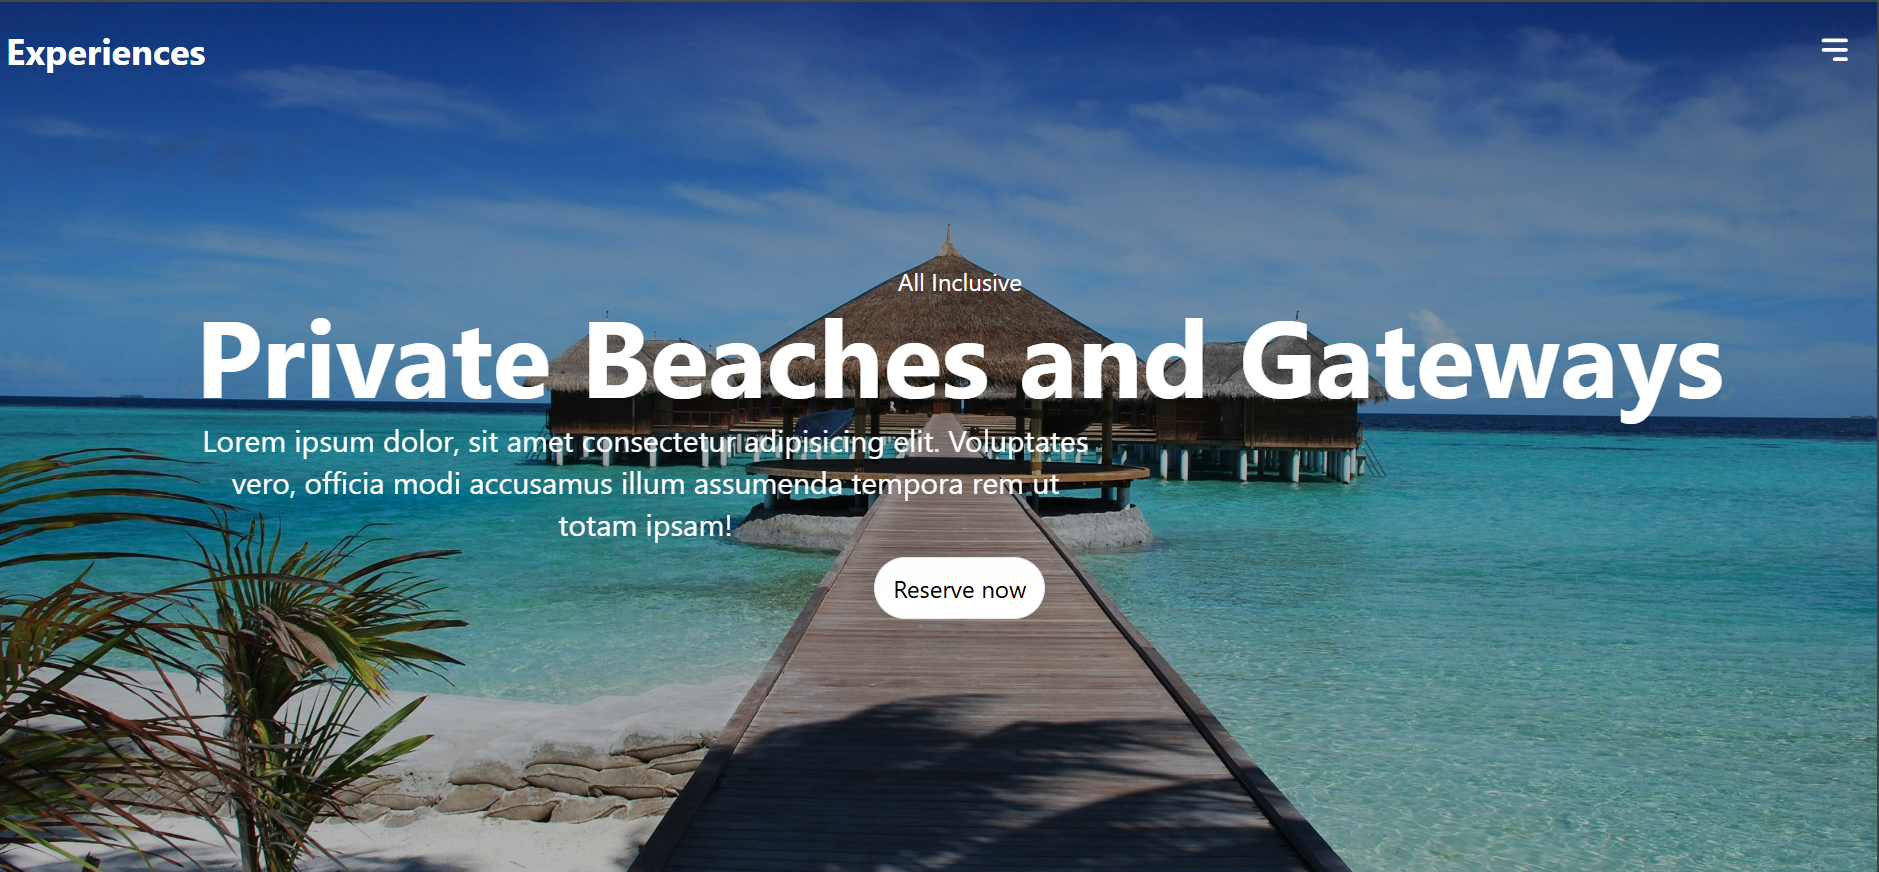 Experiences
All Inclusive
Private Beaches and Gateways
Lorem ipsum dolor, sit amet consectetur adipisicing elit. Voluptates
vero, officia modi accusamus illum assumenda tempora rem ut
totam ipsam!
Reserve now